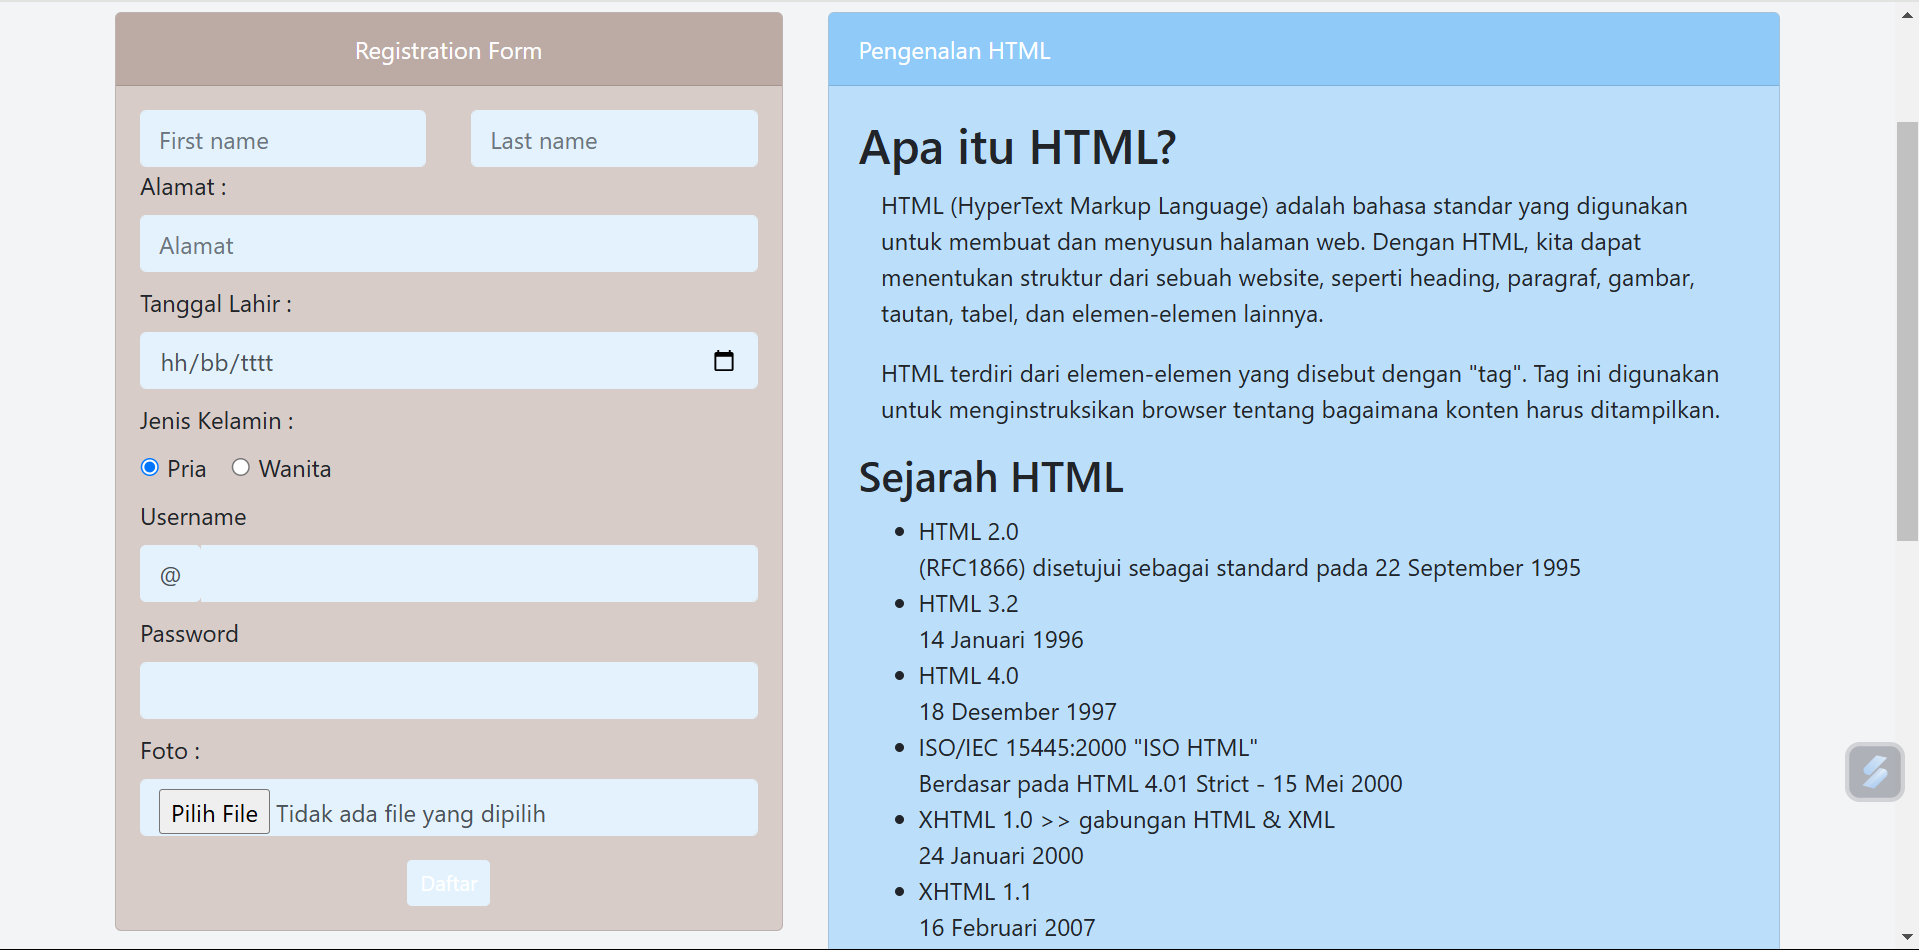 Registration Form
First name
Last name
Alamat :
Alamat
Tanggal Lahir :
hh/bb/tttt
Jenis Kelamin :
Pria
Wanita
Username
@
Password
Foto :
Pilih File Tidak ada file yang dipilih
Daftar
Pengenalan HTML
Apa itu HTML?
HTML (HyperText Markup Language) adalah bahasa standar yang digunakan
untuk membuat dan menyusun halaman web. Dengan HTML, kita dapat
menentukan struktur dari sebuah website, seperti heading, paragraf, gambar,
tautan, tabel, dan elemen-elemen lainnya.
HTML terdiri dari elemen-elemen yang disebut dengan "tag". Tag ini digunakan
untuk menginstruksikan browser tentang bagaimana konten harus ditampilkan.
Sejarah HTML
• HTML 2.0
(RFC1866) disetujui sebagai standard pada 22 September 1995
• HTML 3.2
14 Januari 1996
• HTML 4.0
18 Desember 1997
• ISO/IEC 15445:2000 "ISO HTML"
Berdasar pada HTML 4.01 Strict - 15 Mei 2000
• XHTML 1.0 >> gabungan HTML & XML
24 Januari 2000
• XHTML 1.1
16 Februari 2007